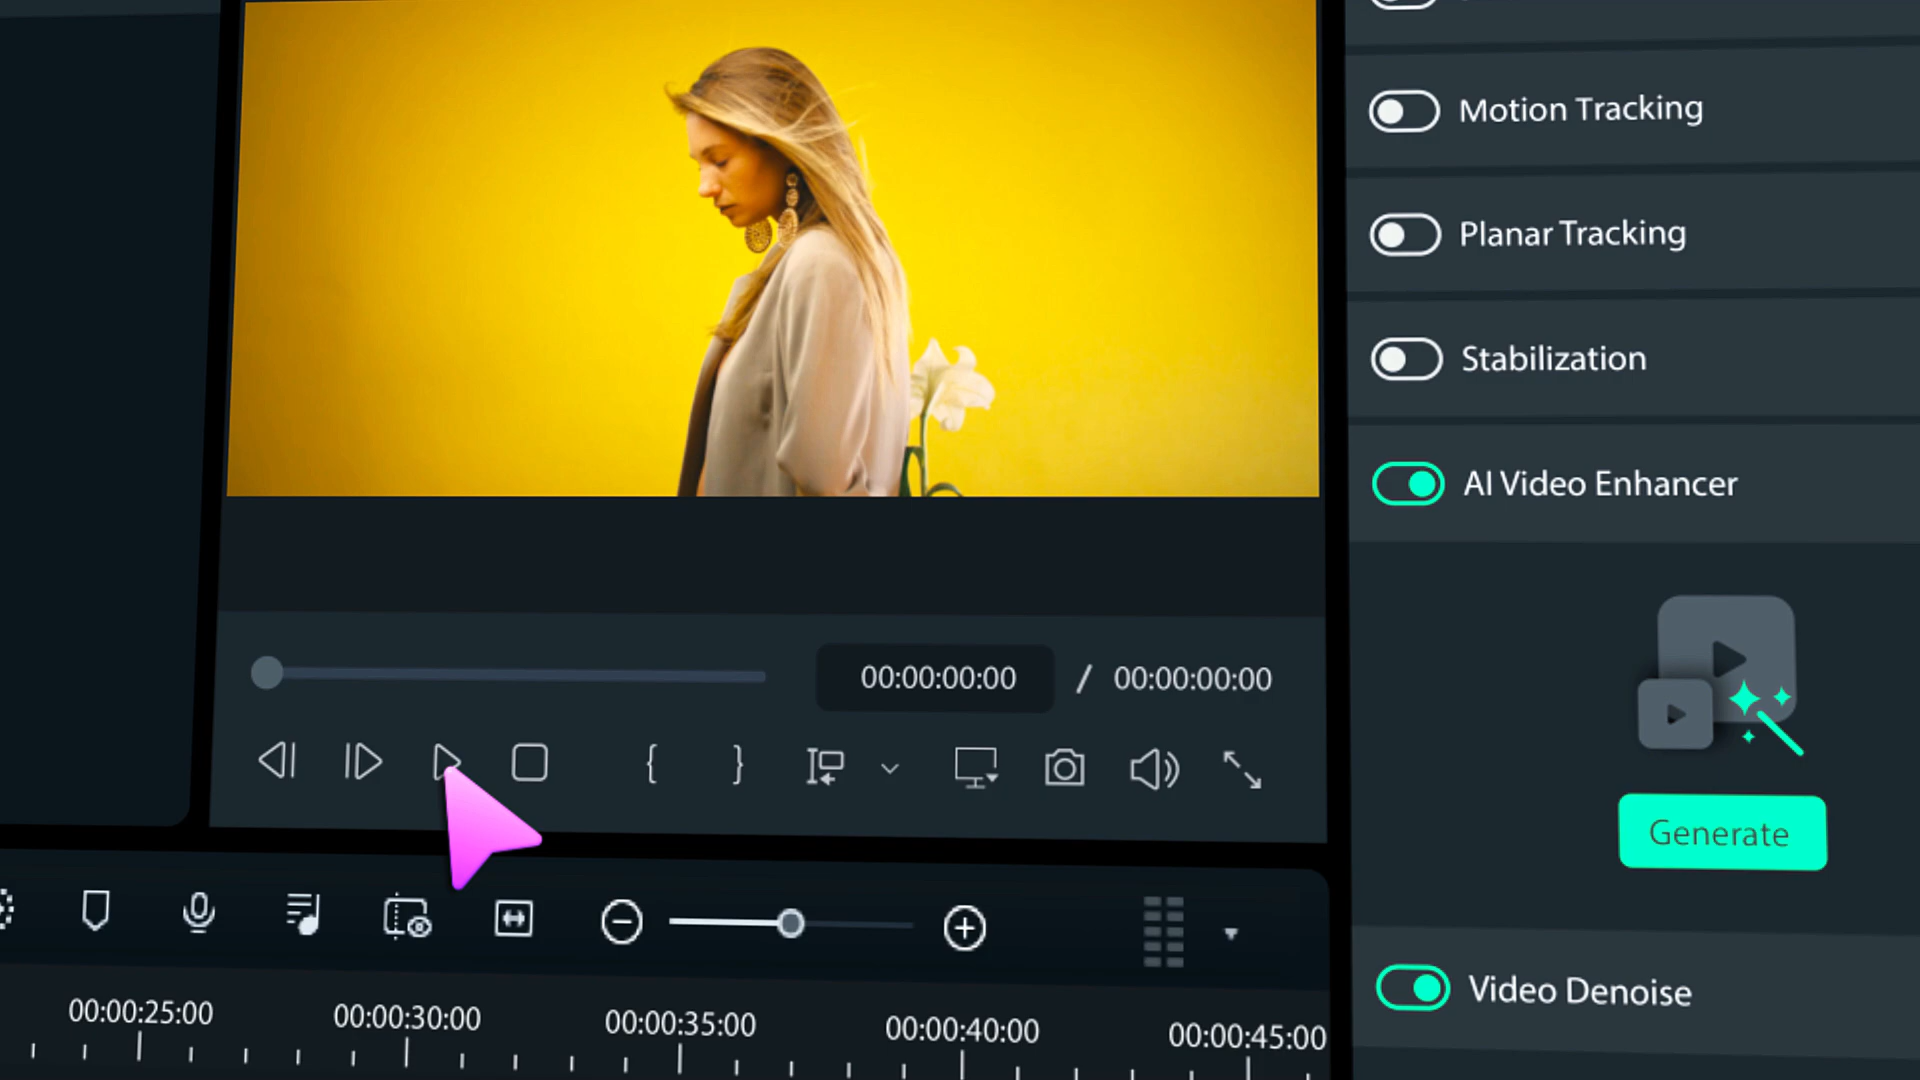 Motion Tracking
Planar Tracking
Stabilization
AI Video Enhancer
Generate
Video Denoise
00:00:00:00 / 00:00:00:00
00:00:25:00 00:00:30:00 00:00:35:00 00:00:40:00 00:00:45:00